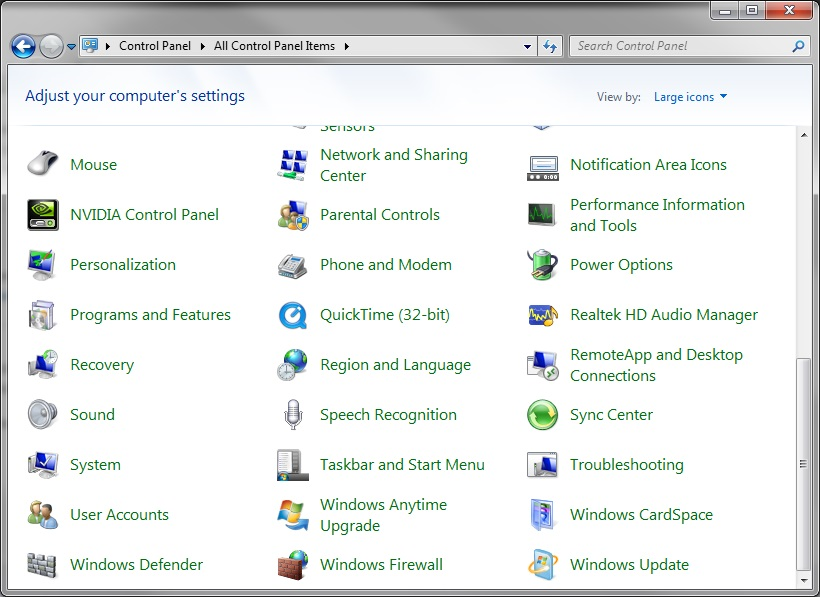 Control Panel
All Control Panel Items
Search Control Panel
Adjust your computer's settings
View by:
Large icons
Sensors
Mouse
Network and Sharing
Center
Notification Area Icons
NVIDIA Control Panel
Parental Controls
Performance Information
and Tools
Personalization
Phone and Modem
Power Options
Programs and Features
QuickTime (32-bit)
Realtek HD Audio Manager
Recovery
Region and Language
RemoteApp and Desktop
Connections
Sound
Speech Recognition
Sync Center
System
Taskbar and Start Menu
Troubleshooting
User Accounts
Windows Anytime
Upgrade
Windows CardSpace
Windows Defender
Windows Firewall
Windows Update